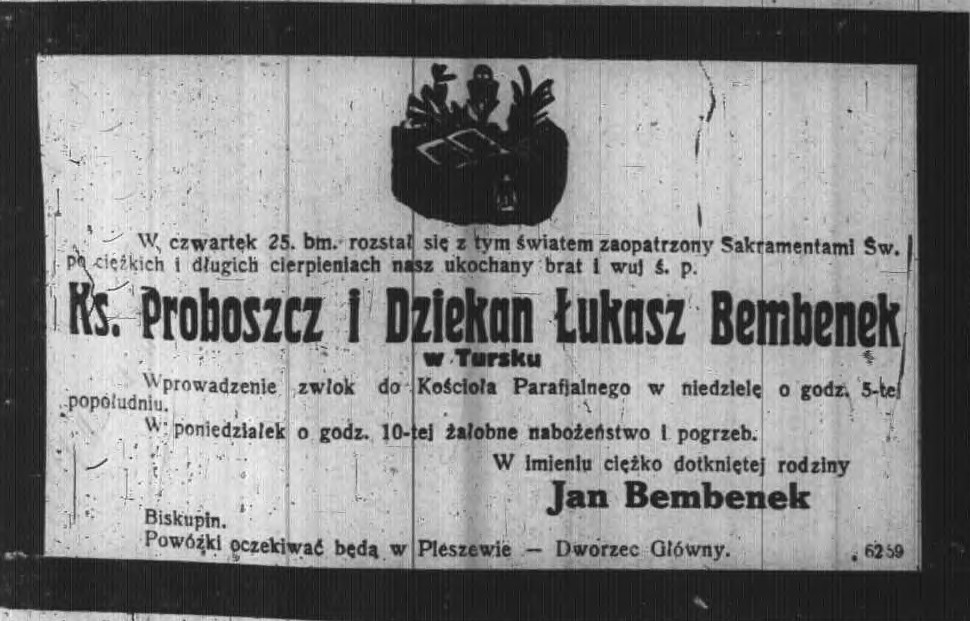 W czwartek 25. bm. rozstał się z tym światem zaopatrzony Sakramentami Św.
po ciężkich i długich cierpieniach nasz ukochany brat i wuj ś. p.
Ks. Proboszcz i Dziekan Łukasz Bembenek
w Tursku
Wprowadzenie zwłok do Kościoła Parafjalnego w niedzielę o godz. 5-tej
popołudniu.
W poniedziałek o godz. 10-tej żałobne nabożeństwo i pogrzeb.
W imieniu ciężko dotkniętej rodziny
Jan Bembenek
Biskupin.
Powózki oczekiwać będą w Pleszewie — Dworzec Główny.
6259